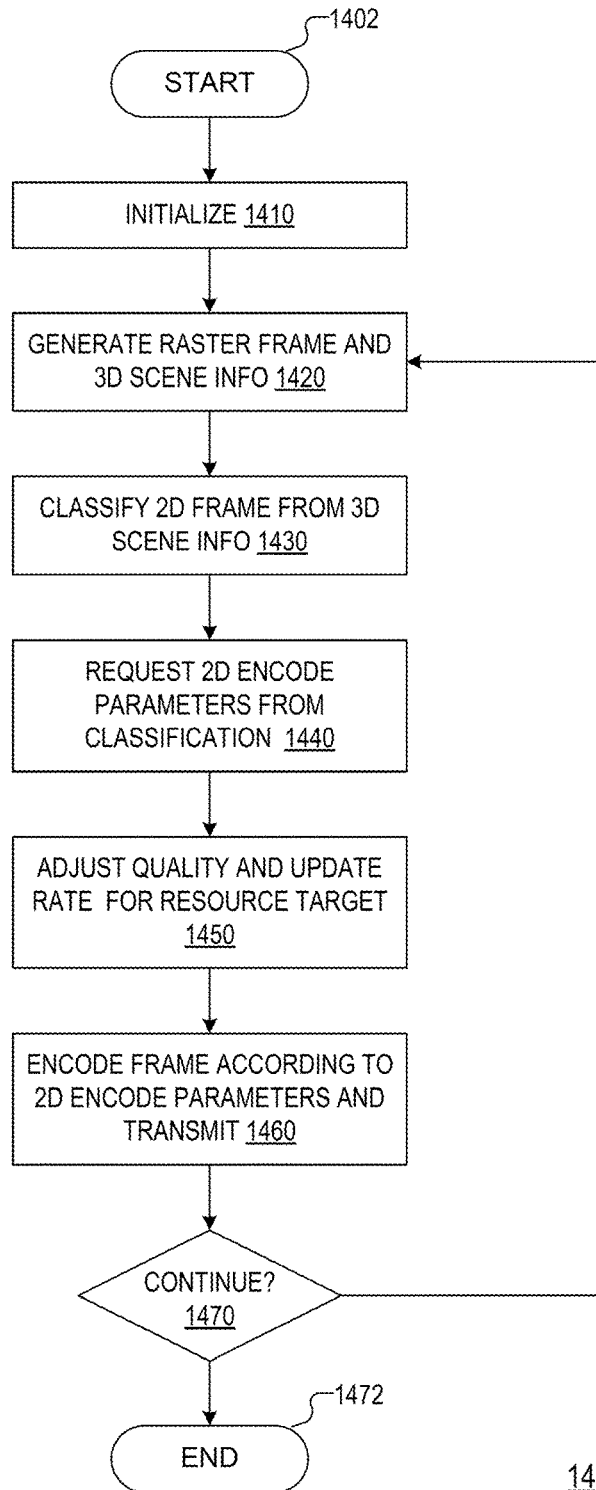 1402
START
INITIALIZE 1410
GENERATE RASTER FRAME AND
3D SCENE INFO 1420
CLASSIFY 2D FRAME FROM 3D
SCENE INFO 1430
REQUEST 2D ENCODE
PARAMETERS FROM
CLASSIFICATION 1440
ADJUST QUALITY AND UPDATE
RATE FOR RESOURCE TARGET
1450
ENCODE FRAME ACCORDING TO
2D ENCODE PARAMETERS AND
TRANSMIT 1460
CONTINUE?
1470
1472
END
14